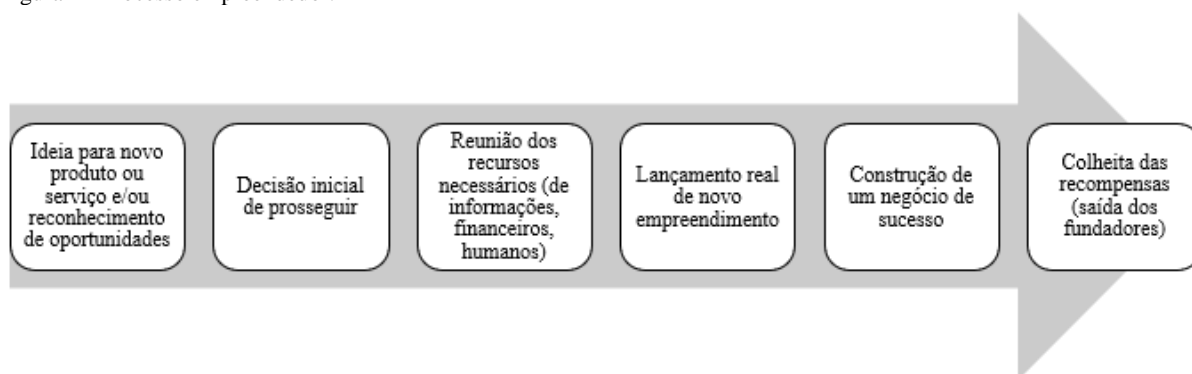 Ideia para novo
produto ou
serviço e/ou
reconhecimento
de oportunidades
Decisão inicial
de prosseguir
Reunião dos
recursos
necessários (de
informações,
financeiros,
humanos)
Lançamento real
de novo
empreendimento
Construção de
um negócio de
sucesso
Colheita das
recompensas
(saída dos
fundadores)